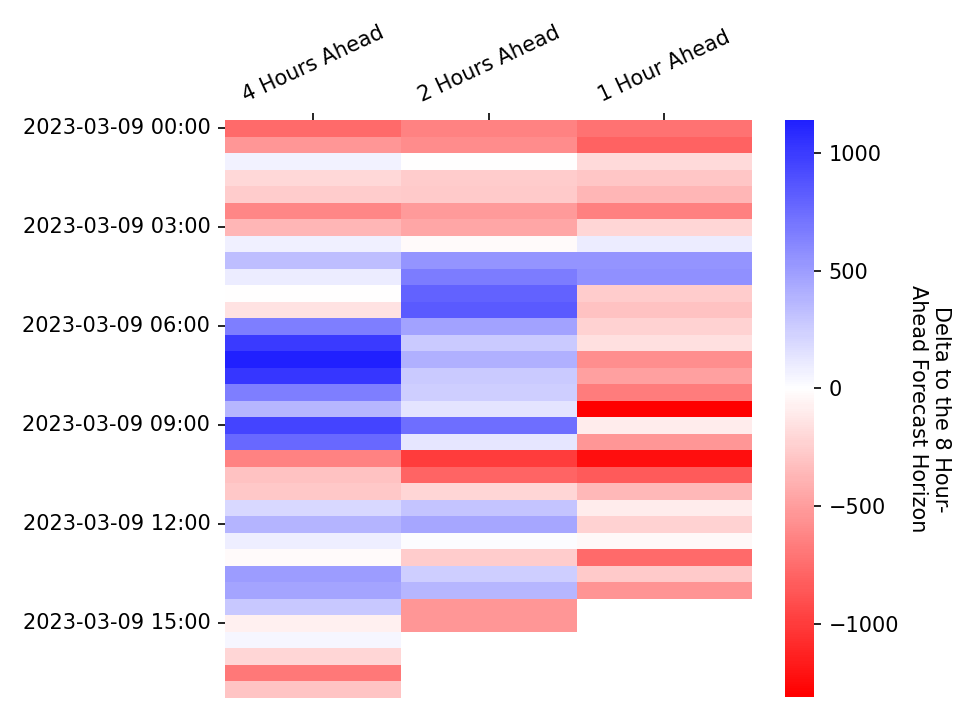 4 Hours Ahead
2 Hours Ahead
1 Hour Ahead
2023-03-09 00:00
2023-03-09 03:00
2023-03-09 06:00
2023-03-09 09:00
2023-03-09 12:00
2023-03-09 15:00
1000
500
0
−500
−1000
Delta to the 8 Hour-
Ahead Forecast Horizon